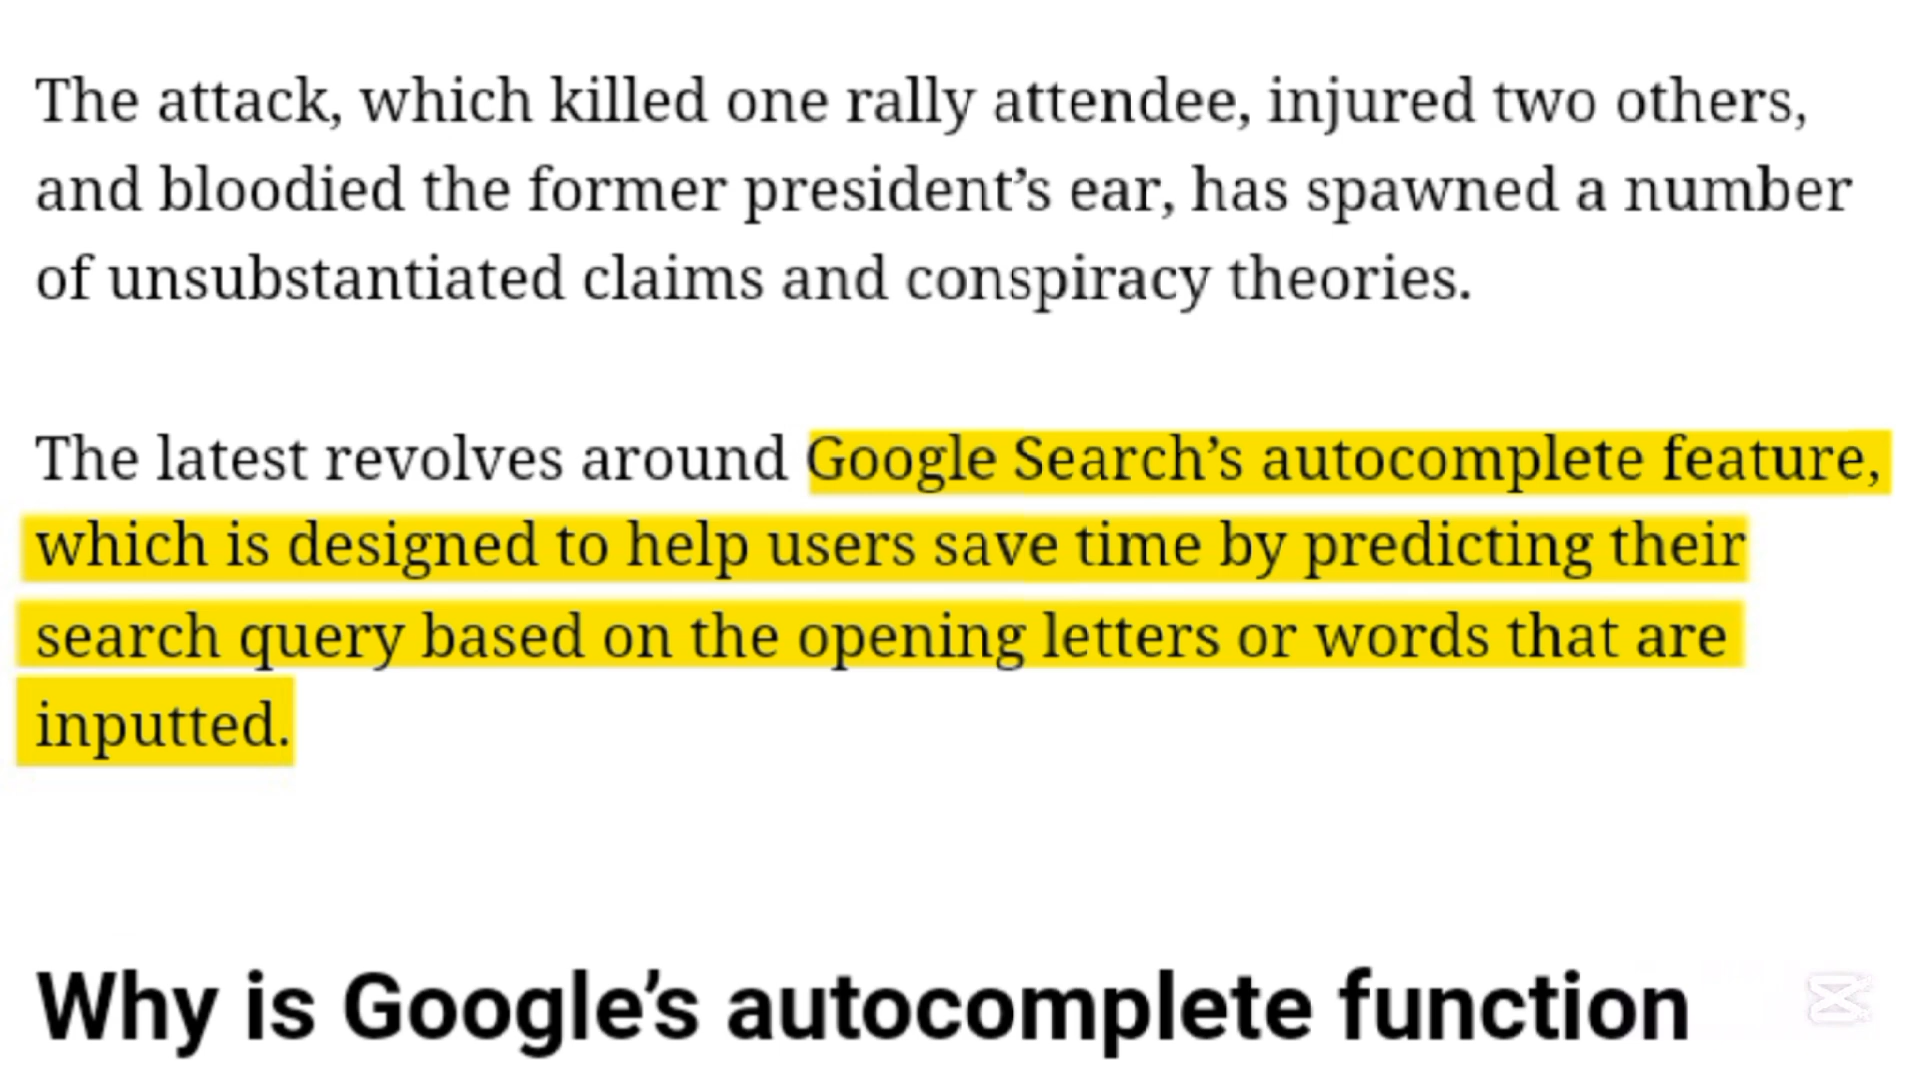 The attack, which killed one rally attendee, injured two others,
and bloodied the former president’s ear, has spawned a number
of unsubstantiated claims and conspiracy theories.
The latest revolves around Google Search’s autocomplete feature,
which is designed to help users save time by predicting their
search query based on the opening letters or words that are
inputted.
Why is Google’s autocomplete function